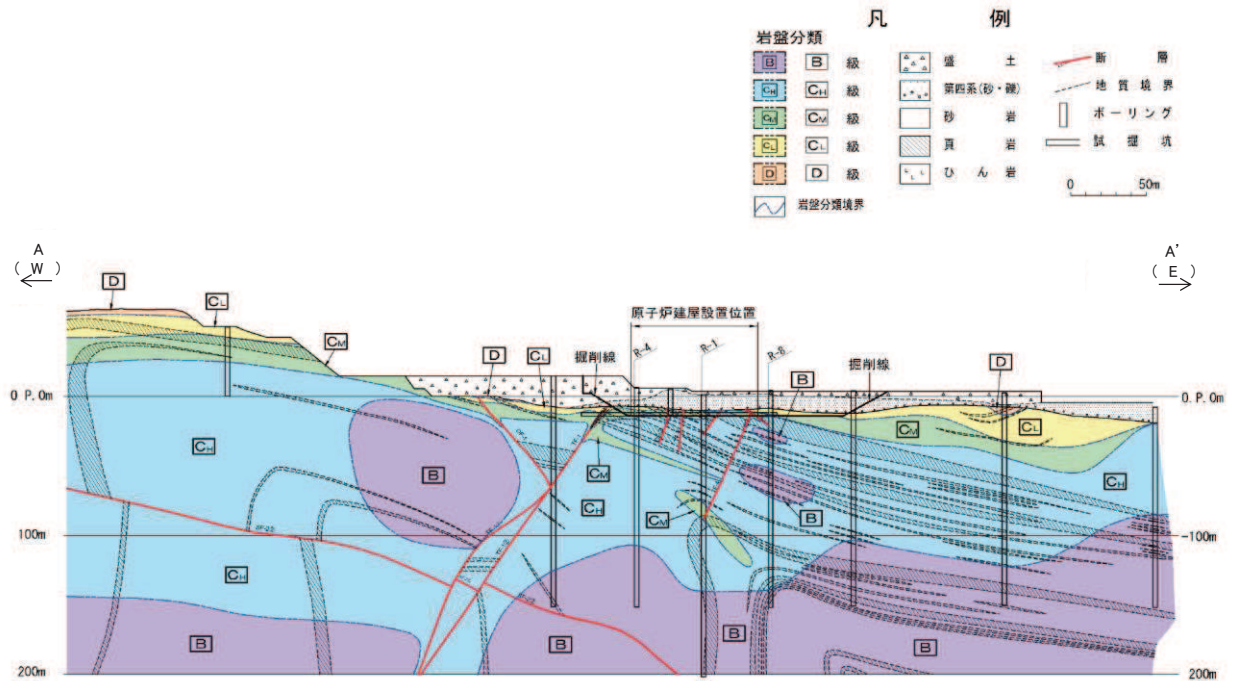 凡 例
岩盤分類
B B 級
CH CH 級
CM CM 級
CL CL 級
D D 級
岩盤分類境界
盛 土
第四系(砂・礫)
砂 岩
頁 岩
ひ ん 岩
断 層
地 質 境 界
ボ ー リ ン グ
試 掘 坑
0 50m
A
( W )
A'
( E )
D
CL
CM
D
CL
掘削線
原子炉建屋設置位置
R-4
R-1
R-8
B
掘削線
D
0 P.0m
0.P.0m
CH
B
CM
CH
CM
B
CM
CL
CH
100m
-100m
CH
B
B
B
B
200m
200m